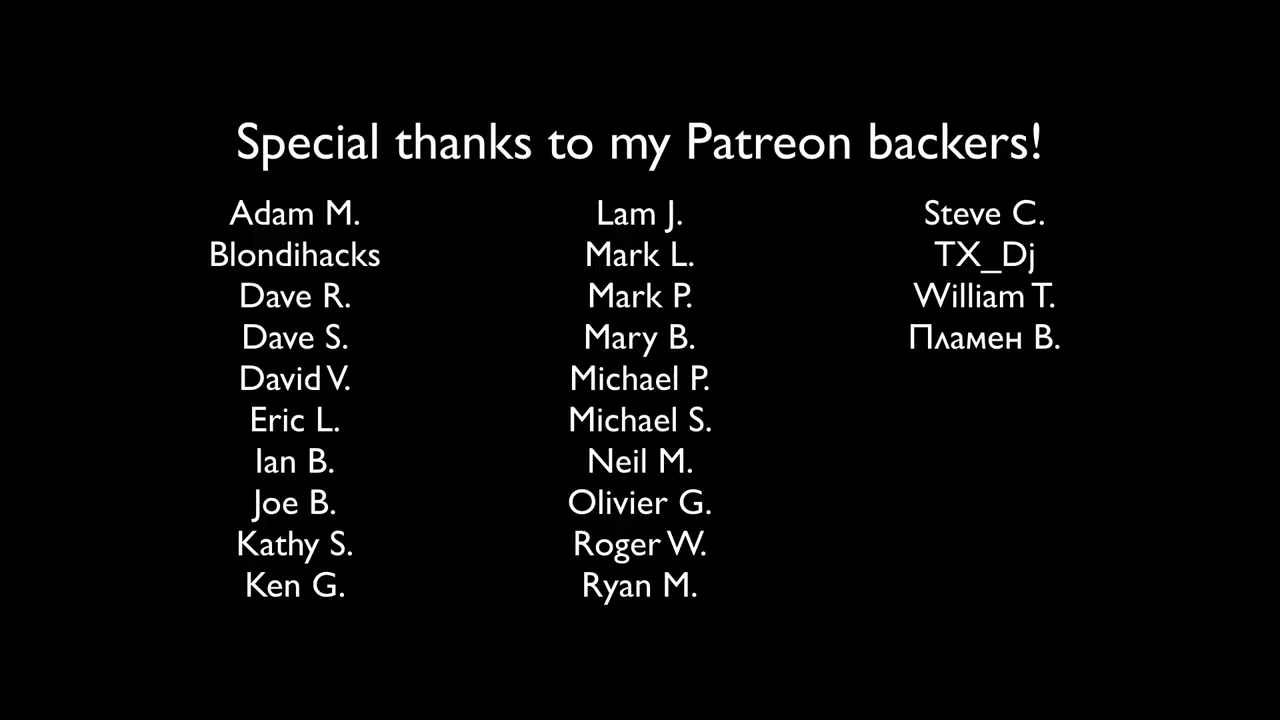 Special thanks to my Patreon backers!
Adam M.
Blondihacks
Dave R.
Dave S.
David V.
Eric L.
Ian B.
Joe B.
Kathy S.
Ken G.
Lam J.
Mark L.
Mark P.
Mary B.
Michael P.
Michael S.
Neil M.
Olivier G.
Roger W.
Ryan M.
Steve C.
TX_Dj
William T.
Пламен В.